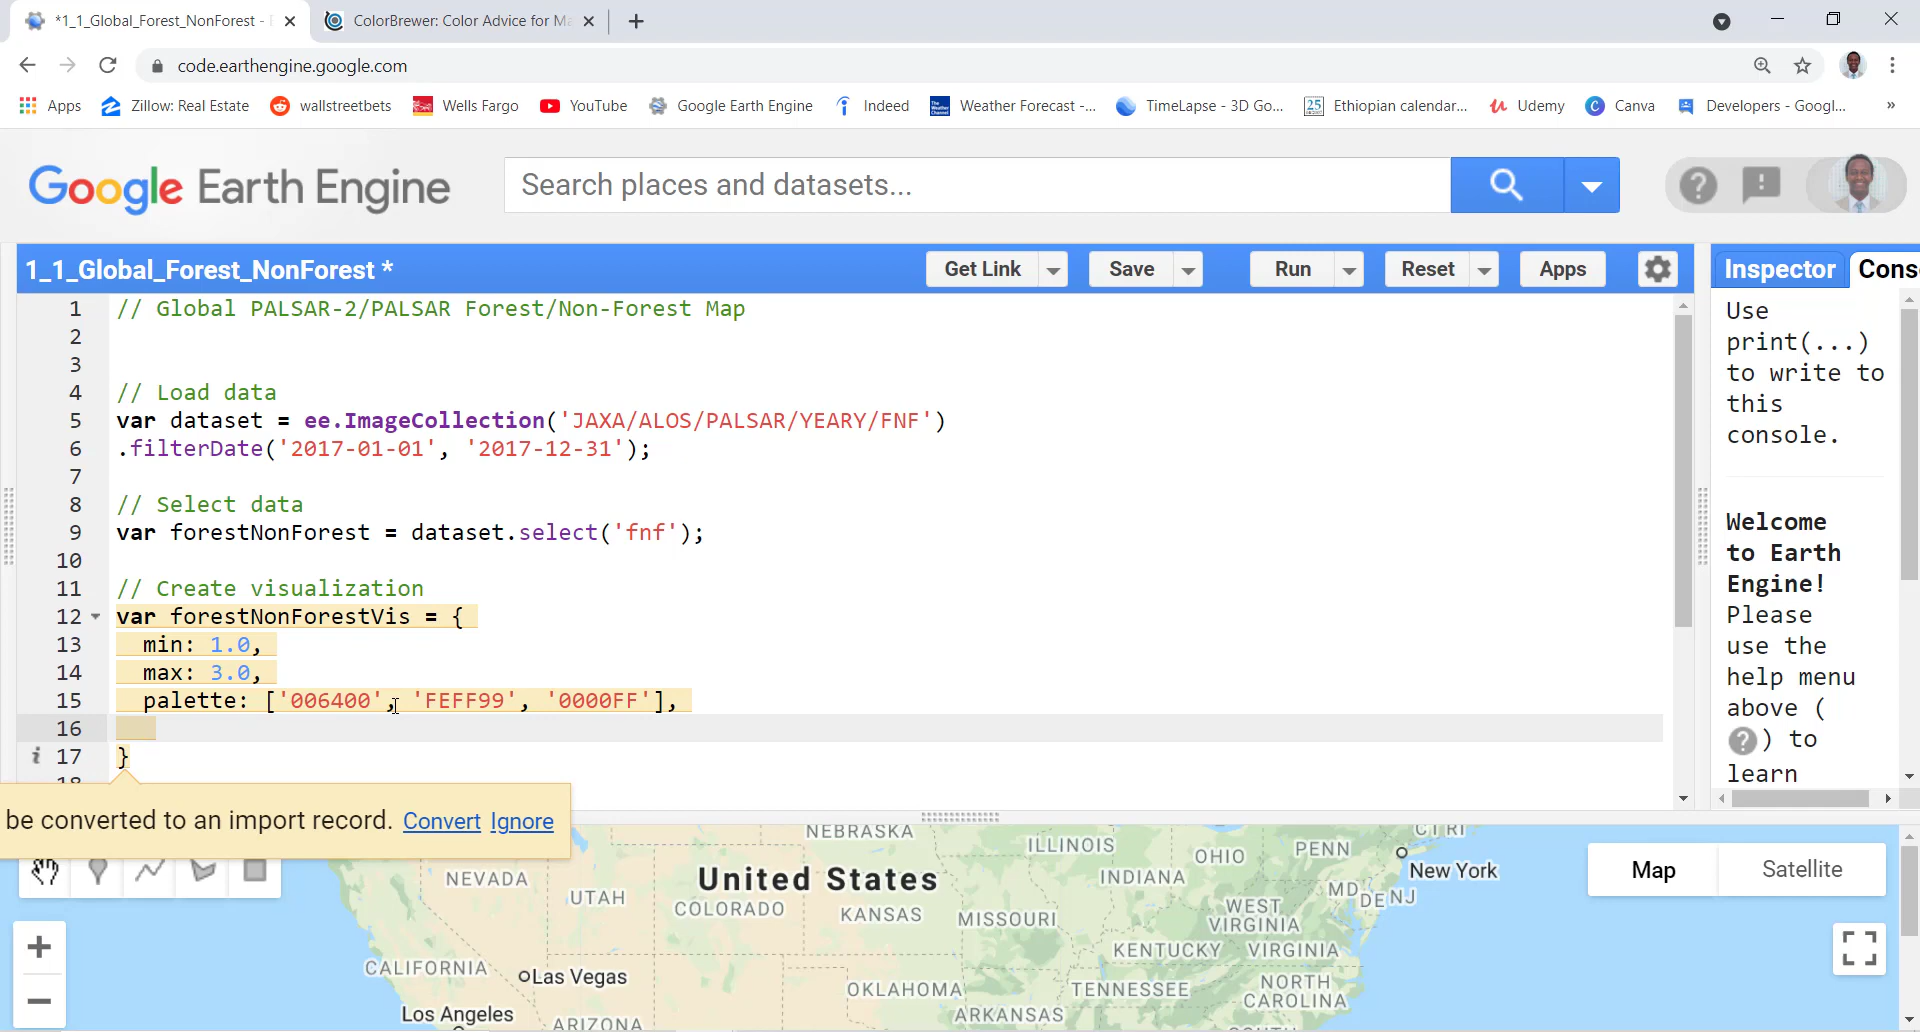 *1_1_Global_Forest_NonForest -
ColorBrewer: Color Advice for Ma
code.earthengine.google.com
Apps
Zillow: Real Estate
wallstreetbets
Wells Fargo
YouTube
Google Earth Engine
Indeed
Weather Forecast -...
TimeLapse - 3D Go...
Ethiopian calendar...
Udemy
Canva
Developers - Googl...
»
Google Earth Engine
Search places and datasets...
1_1_Global_Forest_NonForest *
Get Link
Save
Run
Reset
Apps
Inspector
Conso
1 // Global PALSAR-2/PALSAR Forest/Non-Forest Map
2
3
4 // Load data
5 var dataset = ee.ImageCollection('JAXA/ALOS/PALSAR/YEARY/FNF')
6 .filterDate('2017-01-01', '2017-12-31');
7
8 // Select data
9 var forestNonForest = dataset.select('fnf');
10
11 // Create visualization
12 var forestNonForestVis = {
13 min: 1.0,
14 max: 3.0,
15 palette: ['006400', 'FEFF99', '0000FF'],
16
i 17 }
18
Use
print(...)
to write to
this
console.
Welcome
to Earth
Engine!
Please
use the
help menu
above (
?) to
learn
be converted to an import record. Convert Ignore
NEBRASKA
ILLINOIS
OHIO
PENN
New York
NEVADA
UTAH
United States
COLORADO
KANSAS
MISSOURI
INDIANA
MD
DE NJ
WEST
VIRGINIA
KENTUCKY
VIRGINIA
CALIFORNIA
Las Vegas
OKLAHOMA
TENNESSEE
NORTH
CAROLINA
Los Angeles
ARIZONA
ARKANSAS
Map
Satellite